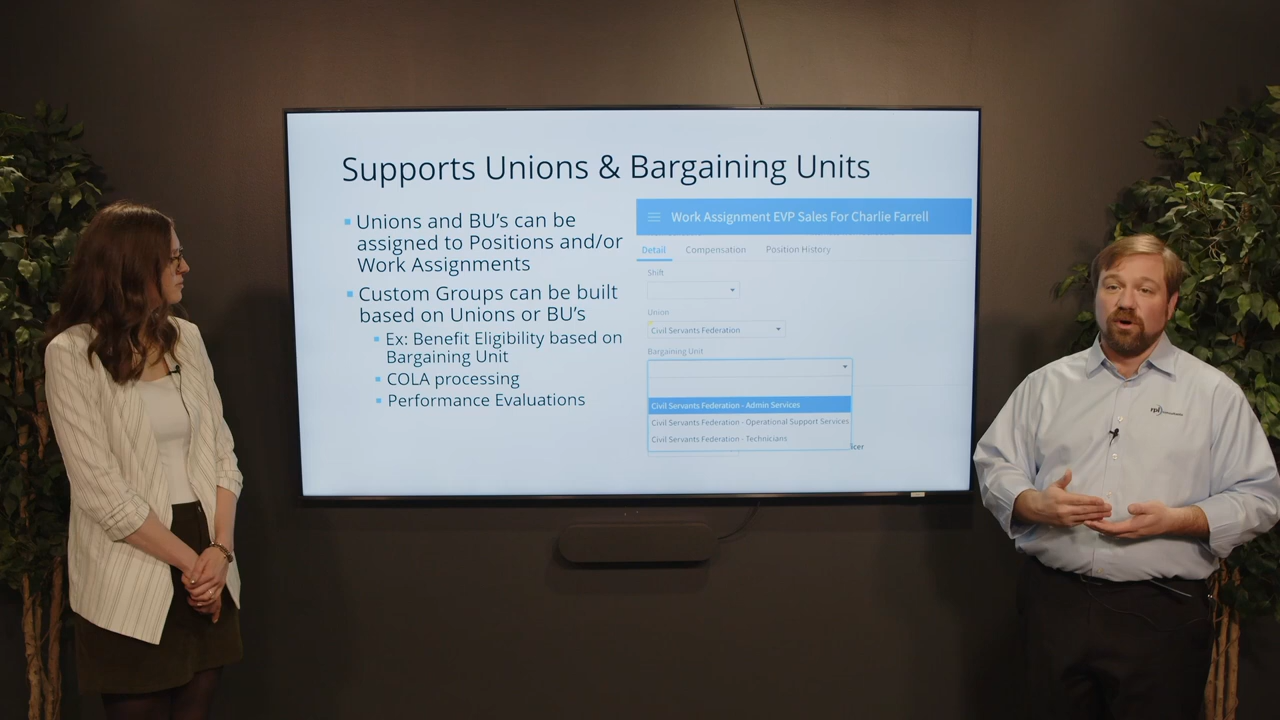 Supports Unions & Bargaining Units
Unions and BU's can be
assigned to Positions and/or
Work Assignments
Custom Groups can be built
based on Unions or BU's
Ex: Benefit Eligibility based on
Bargaining Unit
COLA processing
Performance Evaluations
Work Assignment EVP Sales For Charlie Farrell
Detail Compensation Position History
Shift
Union
Civil Servants Federation
Bargaining Unit
Civil Servants Federation - Admin Services
Civil Servants Federation - Operational Support Services
Civil Servants Federation - Technicians
icer
rpi